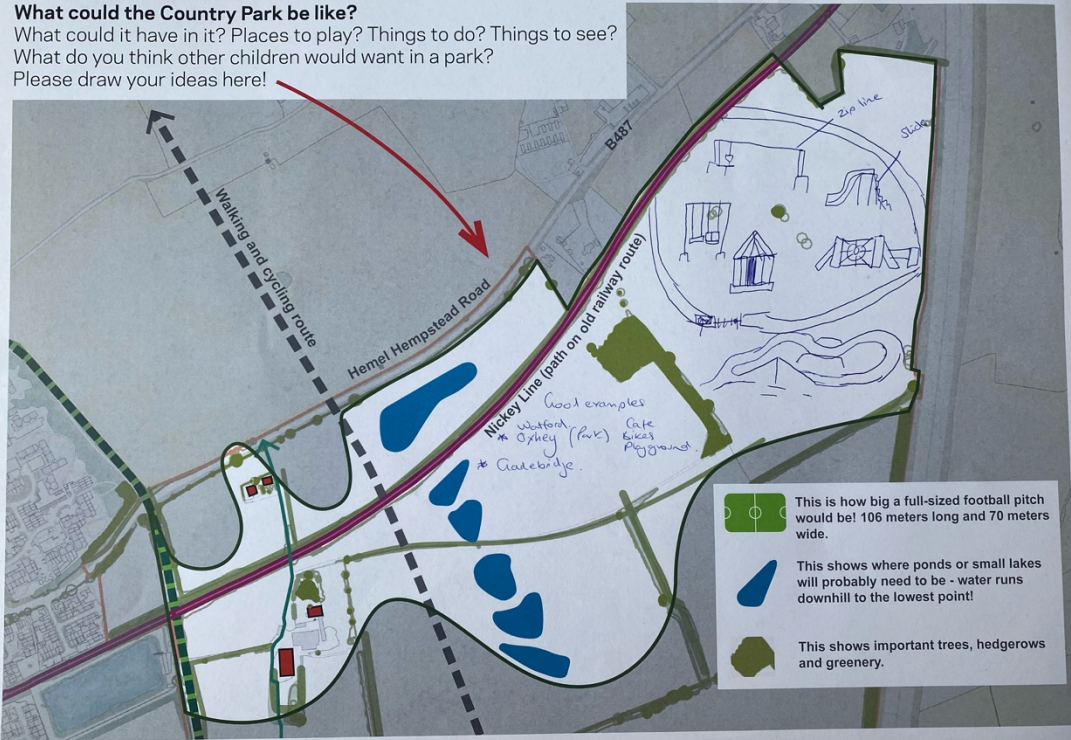 What could the Country Park be like?
What could it have in it? Places to play? Things to do? Things to see?
What do you think other children would want in a park?
Please draw your ideas here!
B487
Zip line
Slide
Walking and cycling route
Hemel Hempstead Road
Nickey Line (path on old railway route)
Good examples
Watford. Cafe
* Oxhey (Park) Bikes
Playground.
* Gadebridge.
This is how big a full-sized football pitch
would be! 106 meters long and 70 meters
wide.
This shows where ponds or small lakes
will probably need to be - water runs
downhill to the lowest point!
This shows important trees, hedgerows
and greenery.